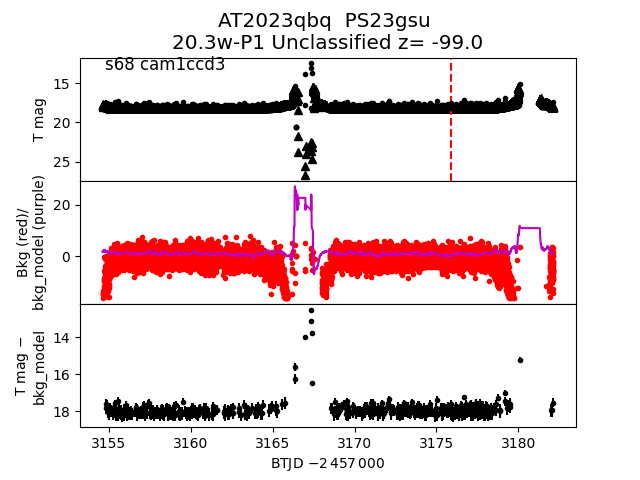 AT2023qbq  PS23gsu
20.3w-P1 Unclassified z= -99.0
s68 cam1ccd3
T mag
15
20
25
Bkg (red)/
bkg_model (purple)
20
0
T mag −
bkg_model
14
16
18
3155 3160 3165 3170 3175 3180
BTJD −2 457 000